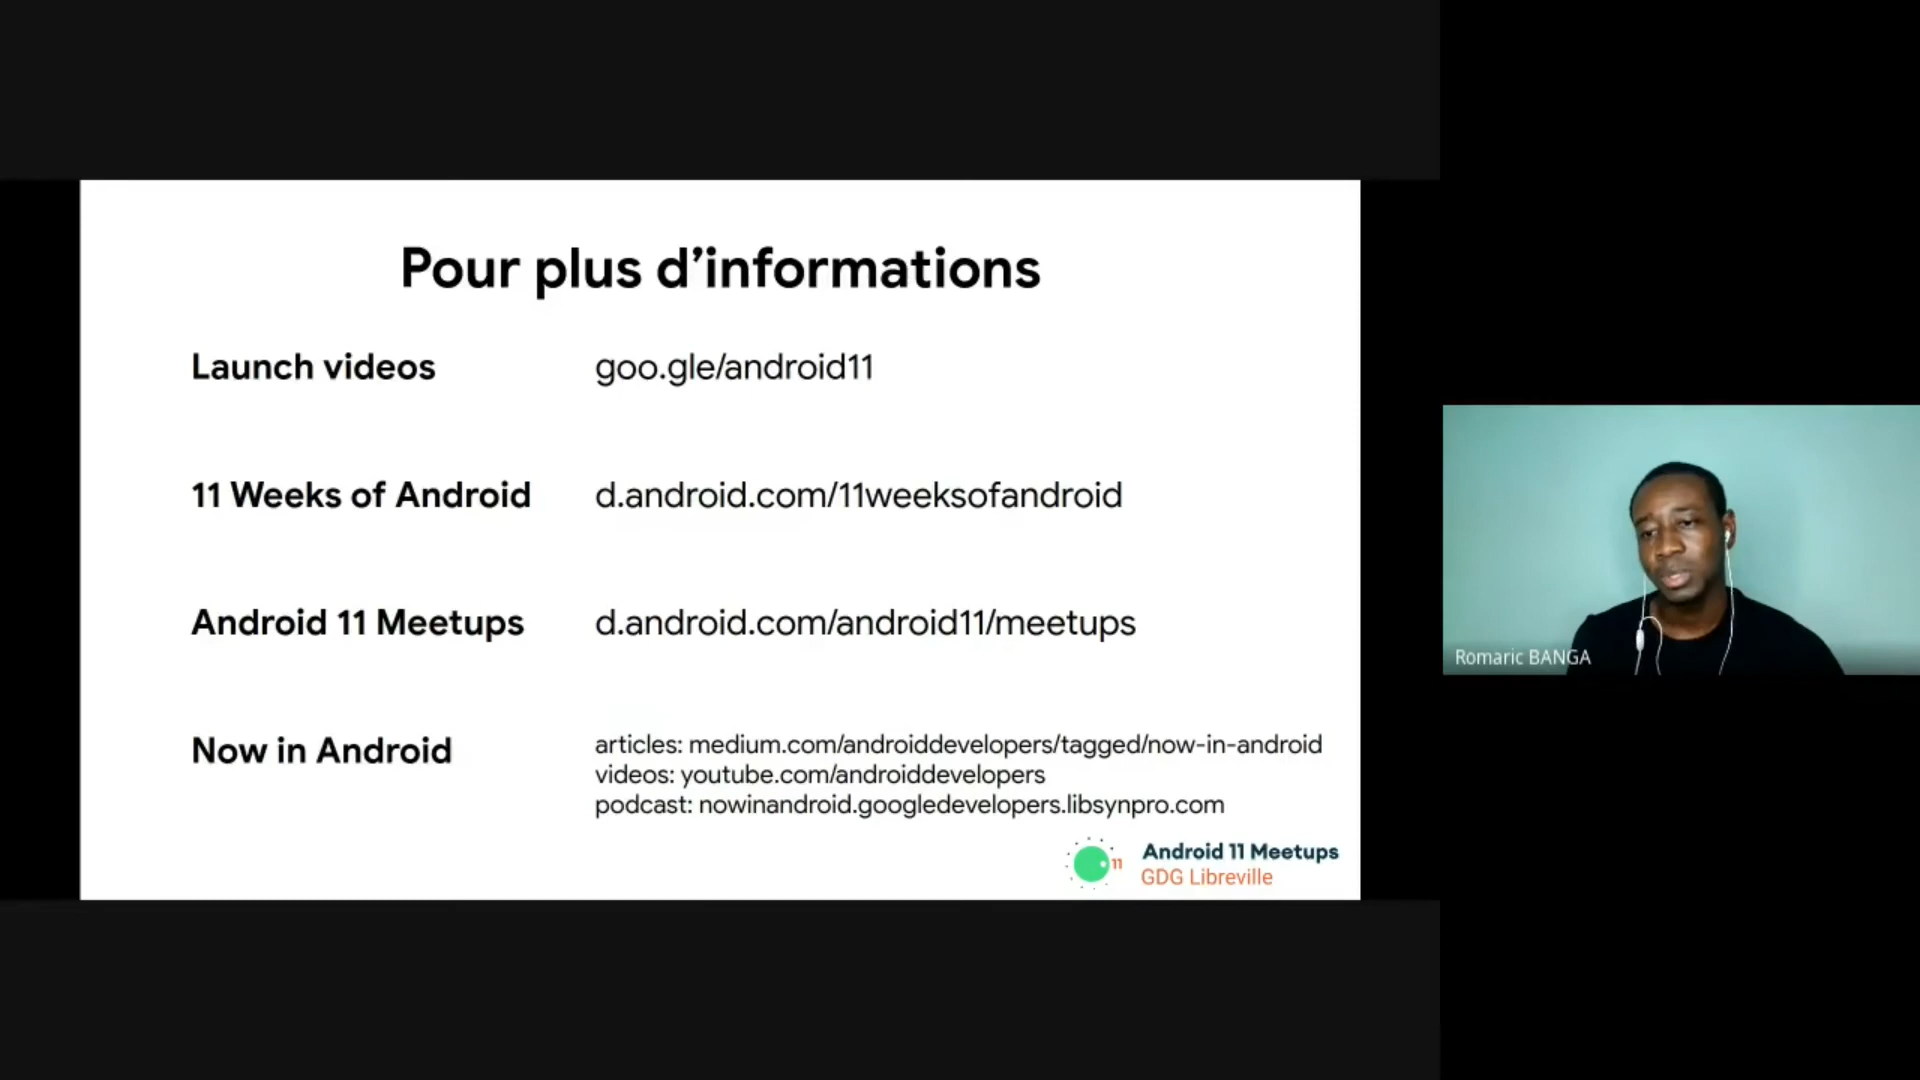 Pour plus d’informations
Launch videos goo.gle/android11
11 Weeks of Android d.android.com/11weeksofandroid
Android 11 Meetups d.android.com/android11/meetups
Now in Android articles: medium.com/androiddevelopers/tagged/now-in-android
videos: youtube.com/androiddevelopers
podcast: nowinandroid.googledevelopers.libsynpro.com
11 Android 11 Meetups
GDG Libreville
Romaric BANGA